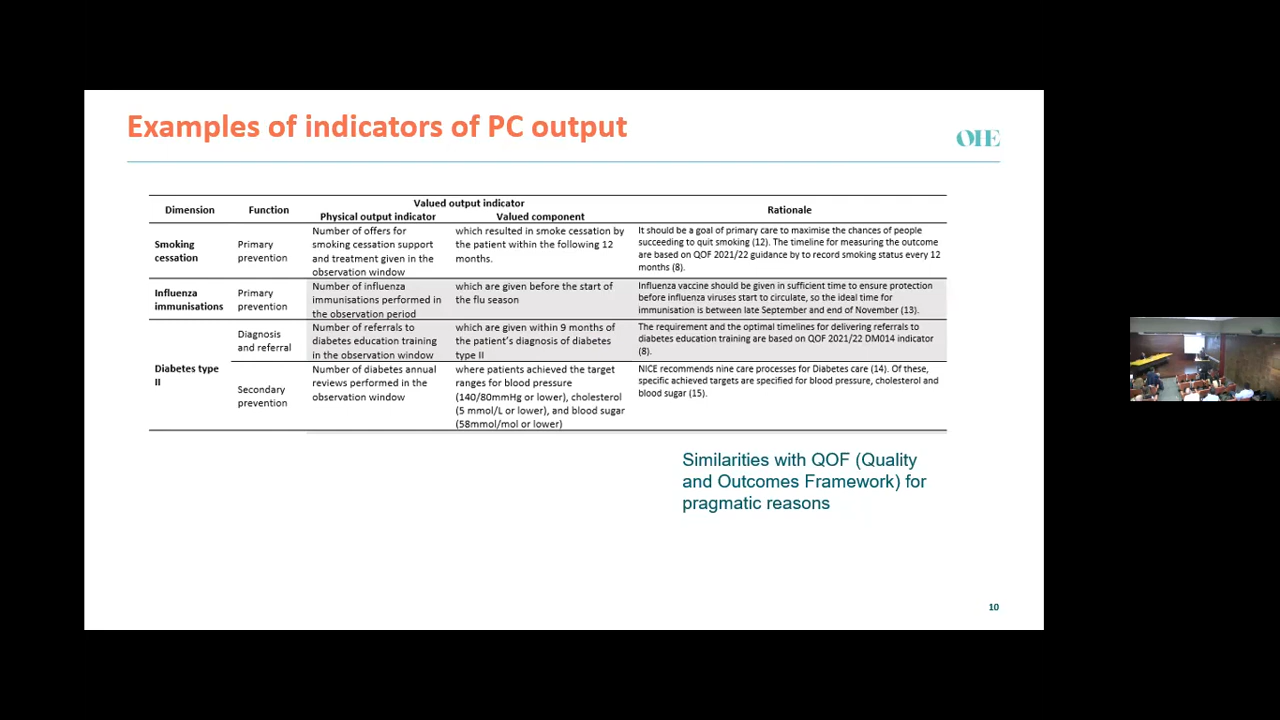 Examples of indicators of PC output
OHE
Dimension
Function
Valued output indicator
Physical output indicator
Valued component
Rationale
Smoking
cessation
Primary
prevention
Number of offers for
smoking cessation support
and treatment given in the
observation window
which resulted in smoke cessation by
the patient within the following 12
months.
It should be a goal of primary care to maximise the chances of people
succeeding to quit smoking (12). The timeline for measuring the outcome
are based on QOF 2021/22 guidance by to record smoking status every 12
months (8).
Influenza
immunisations
Primary
prevention
Number of influenza
immunisations performed in
the observation period
which are given before the start of
the flu season
Influenza vaccine should be given in sufficient time to ensure protection
before influenza viruses start to circulate, so the ideal time for
immunisation is between late September and end of November (13).
Diabetes type
II
Diagnosis
and referral
Number of referrals to
diabetes education training
in the observation window
which are given within 9 months of
the patient's diagnosis of diabetes
type II
The requirement and the optimal timelines for delivering referrals to
diabetes education training are based on QOF 2021/22 DM014 indicator
(8).
Secondary
prevention
Number of diabetes annual
reviews performed in the
observation window
where patients achieved the target
ranges for blood pressure
(140/80mmHg or lower), cholesterol
(5 mmol/L or lower), and blood sugar
(58mmol/mol or lower)
NICE recommends nine care processes for Diabetes care (14). Of these,
specific achieved targets are specified for blood pressure, cholesterol and
blood sugar (15).
Similarities with QOF (Quality
and Outcomes Framework) for
pragmatic reasons
10